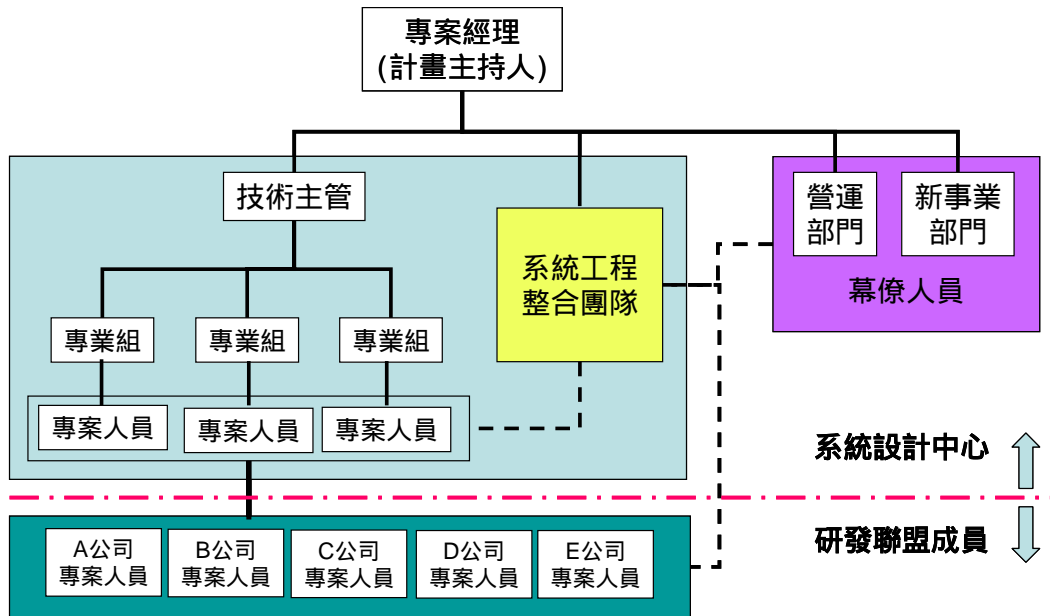 專案經理
(計畫主持人)
技術主管
營運
部門
新事業
部門
系統工程
整合團隊
幕僚人員
專業組
專業組
專業組
專案人員
專案人員
專案人員
系統設計中心
研發聯盟成員
A公司
專案人員
B公司
專案人員
C公司
專案人員
D公司
專案人員
E公司
專案人員